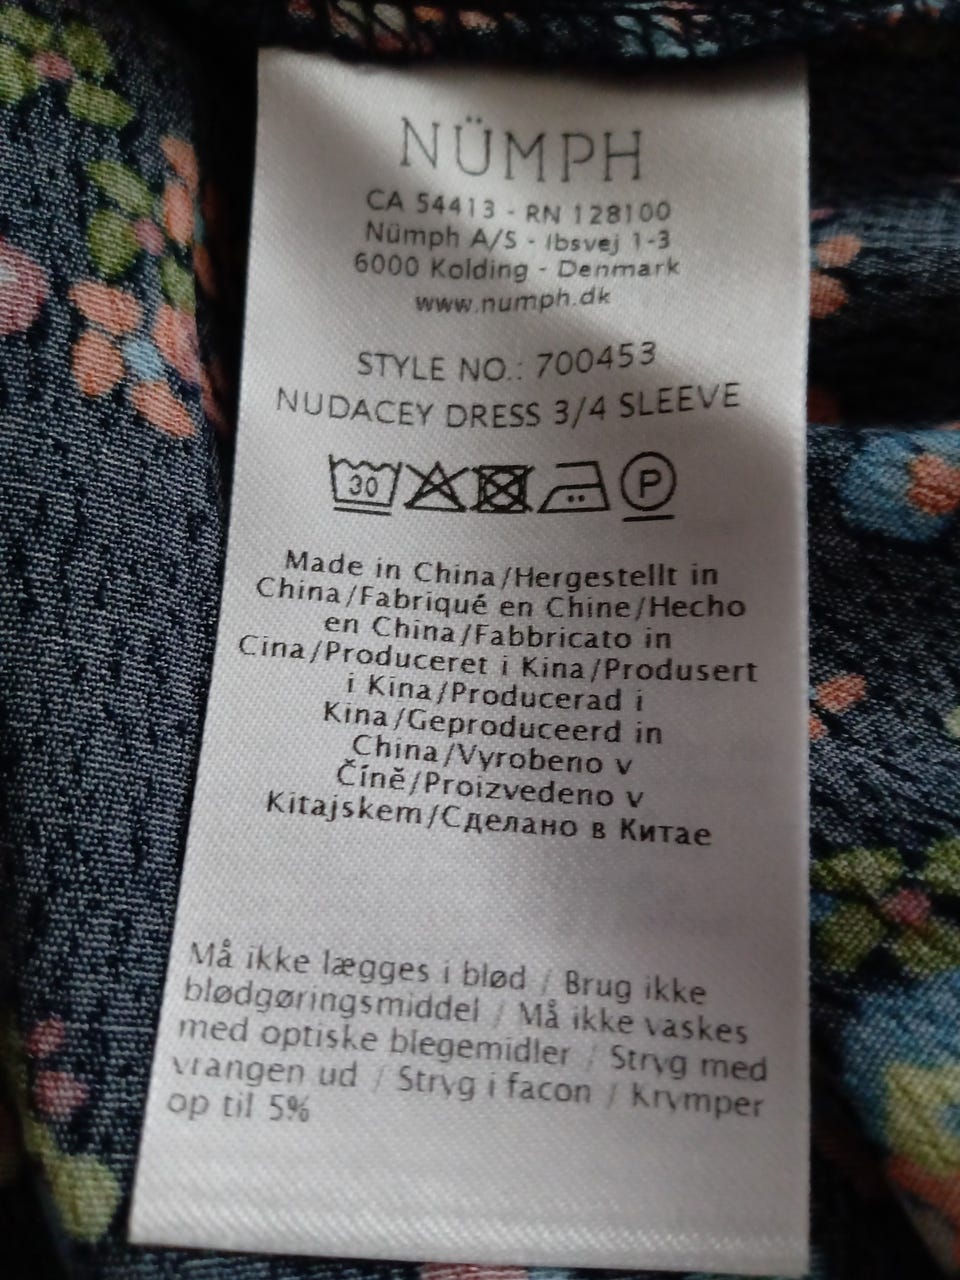 NÜMPH
CA 54413 - RN 128100
Nümph A/S - Ibsvej 1-3
6000 Kolding - Denmark
www.numph.dk
STYLE NO.: 700453
NUDACEY DRESS 3/4 SLEEVE
30 P
Made in China/Hergestellt in
China/Fabriqué en Chine/Hecho
en China/Fabbricato in
Cina/Produceret i Kina/Produsert
i Kina/Producerad i
Kina/Geproduceerd in
China/Vyrobeno v
Číně/Proizvedeno v
Kitajskem/Сделано в Китае
Må ikke lægges i blød / Brug ikke
blødgøringsmiddel / Må ikke vaskes
med optiske blegemidler / Stryg med
vrangen ud / Stryg i facon / Krymper
op til 5%